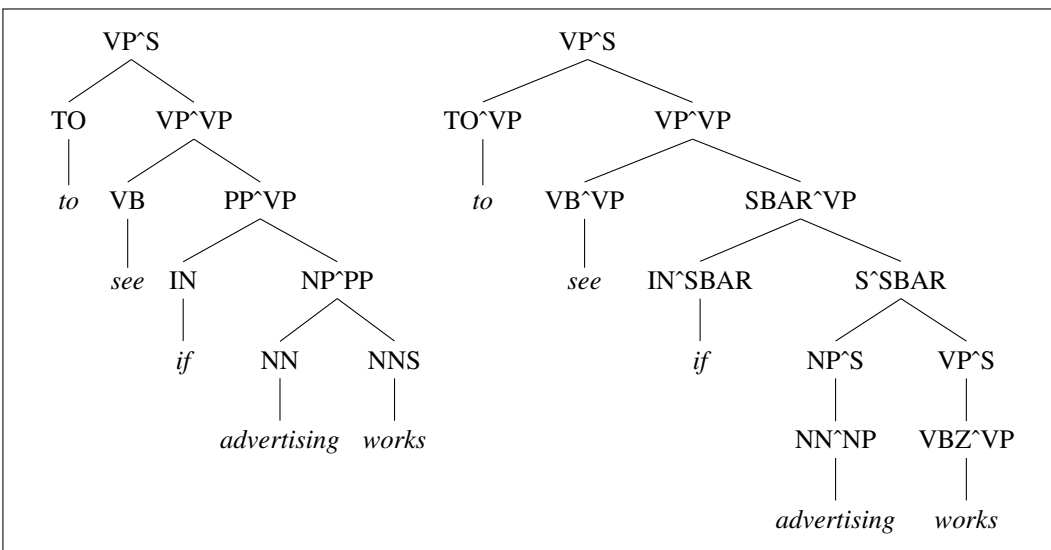 VP^S VP^S
TO VP^VP TO^VP VP^VP
to VB PP^VP to VB^VP SBAR^VP
see IN NP^PP see IN^SBAR S^SBAR
if NN NNS if NP^S VP^S
advertising works NN^NP VBZ^VP
advertising works